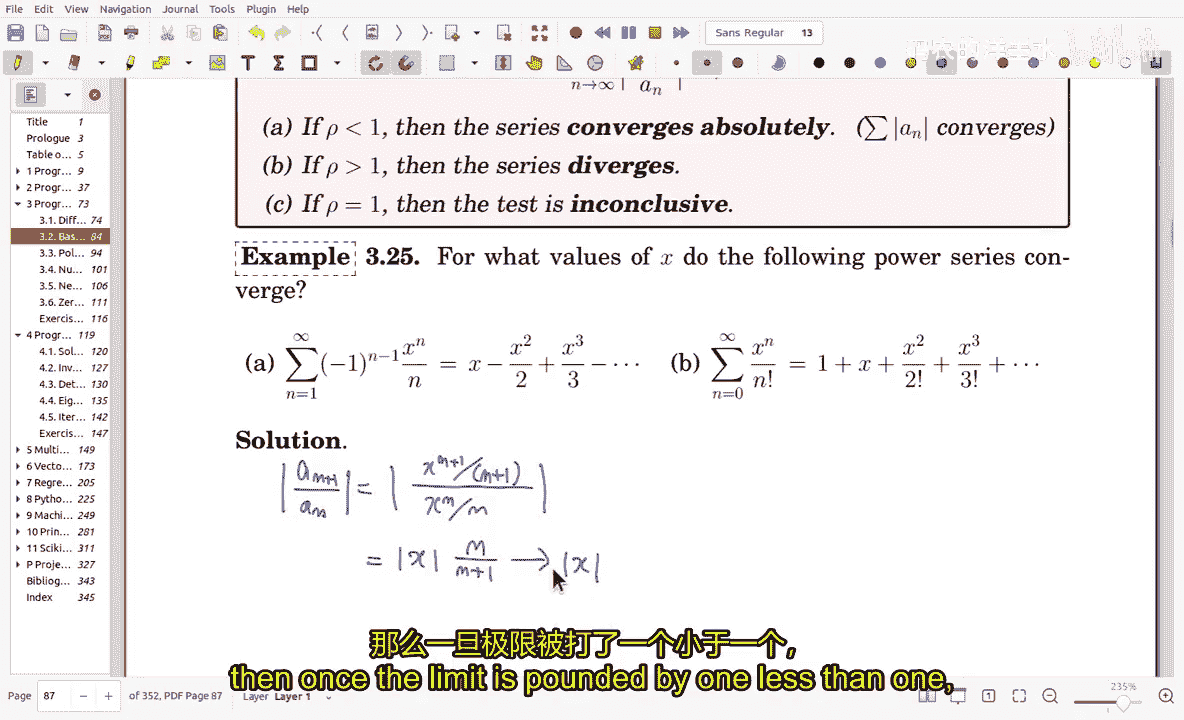 File Edit View Navigation Journal Tools Plugin Help
Sans Regular 13
Title 1
Prologue 3
Table o... 5
1 Progr... 9
2 Progr... 37
3 Progr... 73
3.1. Diff... 74
3.2. Bas... 84
3.3. Pol... 94
3.4. Nu... 101
3.5. Ne... 106
3.6. Zer... 111
Exercis... 116
4 Progr... 119
4.1. Sol... 120
4.2. Inv... 127
4.3. Det... 130
4.4. Eig... 135
4.5. Iter... 142
Exercis... 147
5 Multi... 149
6 Vecto... 173
7 Regre... 205
8 Pytho... 225
9 Machi... 249
10 Prin... 281
11 Sciki... 311
P Proje... 327
Bibliog... 343
Index 345
n→∞ | a_n |
(a) If ρ < 1, then the series converges absolutely. (∑ |a_n| converges)
(b) If ρ > 1, then the series diverges.
(c) If ρ = 1, then the test is inconclusive.
Example 3.25. For what values of x do the following power series con-
verge?
(a) ∑_{n=1}^{∞} (-1)^{n-1} x^n/n = x − x^2/2 + x^3/3 − ⋯ (b) ∑_{n=0}^{∞} x^n/n! = 1 + x + x^2/2! + x^3/3! + ⋯
Solution.
|a_{n+1}/a_n| = | (x^{n+1}/(n+1)) / (x^n/n) |
= |x| n/(n+1) → |x|
那么一旦极限被打了一个小于一个，
then once the limit is pounded by one less than one,
Page 87 − + of 352, PDF Page 87 Layer Layer 1 235%